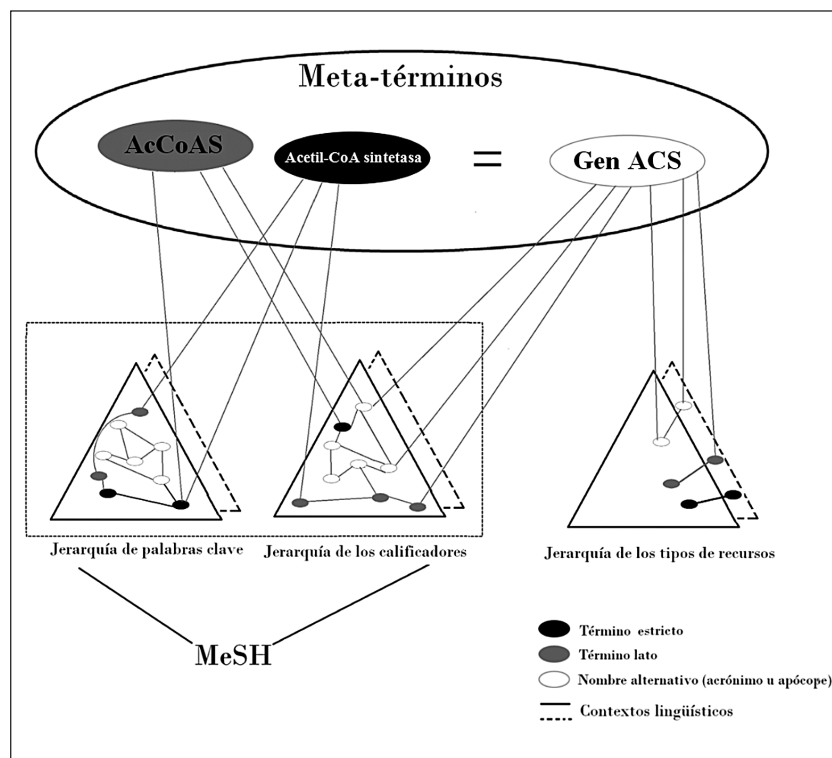 Meta-términos
AcCoAS
Acetil-CoA sintetasa
=
Gen ACS
Jerarquía de palabras clave
Jerarquía de los calificadores
Jerarquía de los tipos de recursos
MeSH
Término estricto
Término lato
Nombre alternativo (acrónimo u apócope)
Contextos lingüísticos